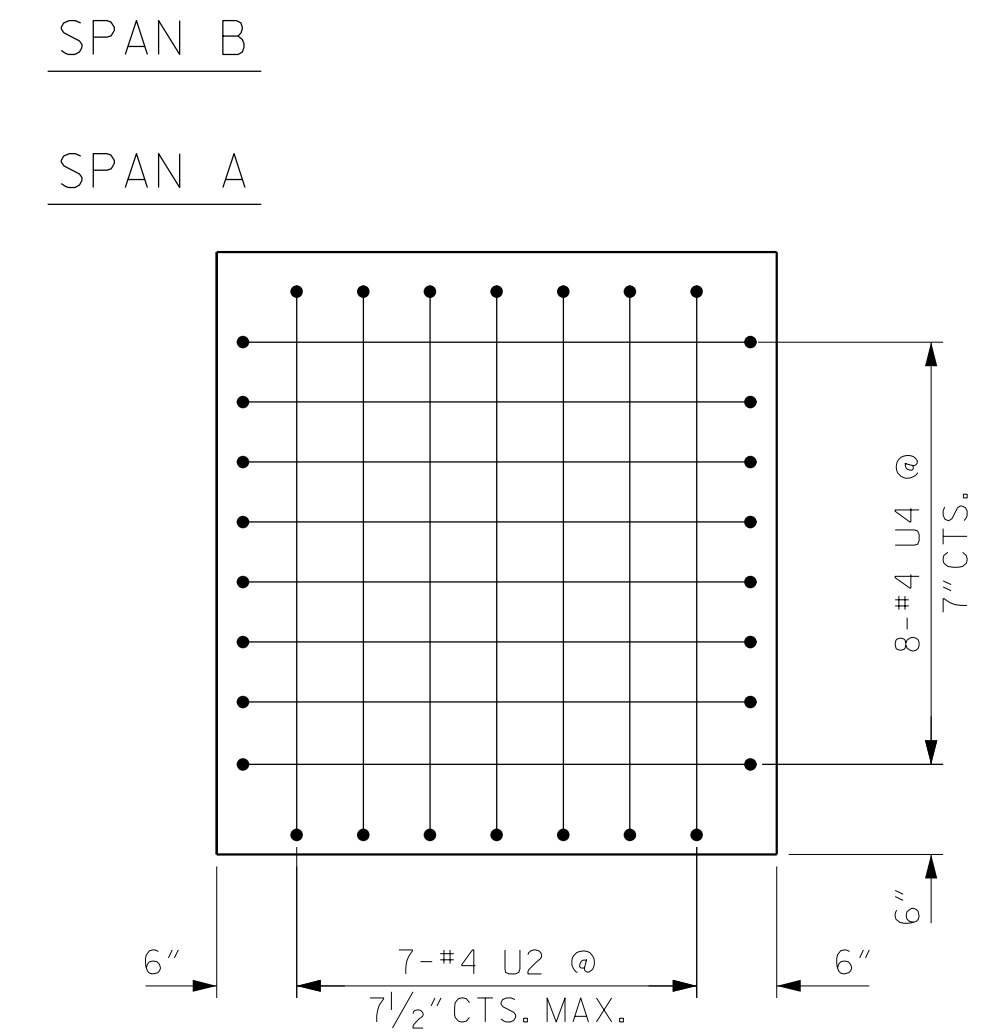 SPAN B
SPAN A
8-#4 U4 @
7" CTS.
6"
6"
7-#4 U2 @
7 1/2" CTS. MAX.
6"